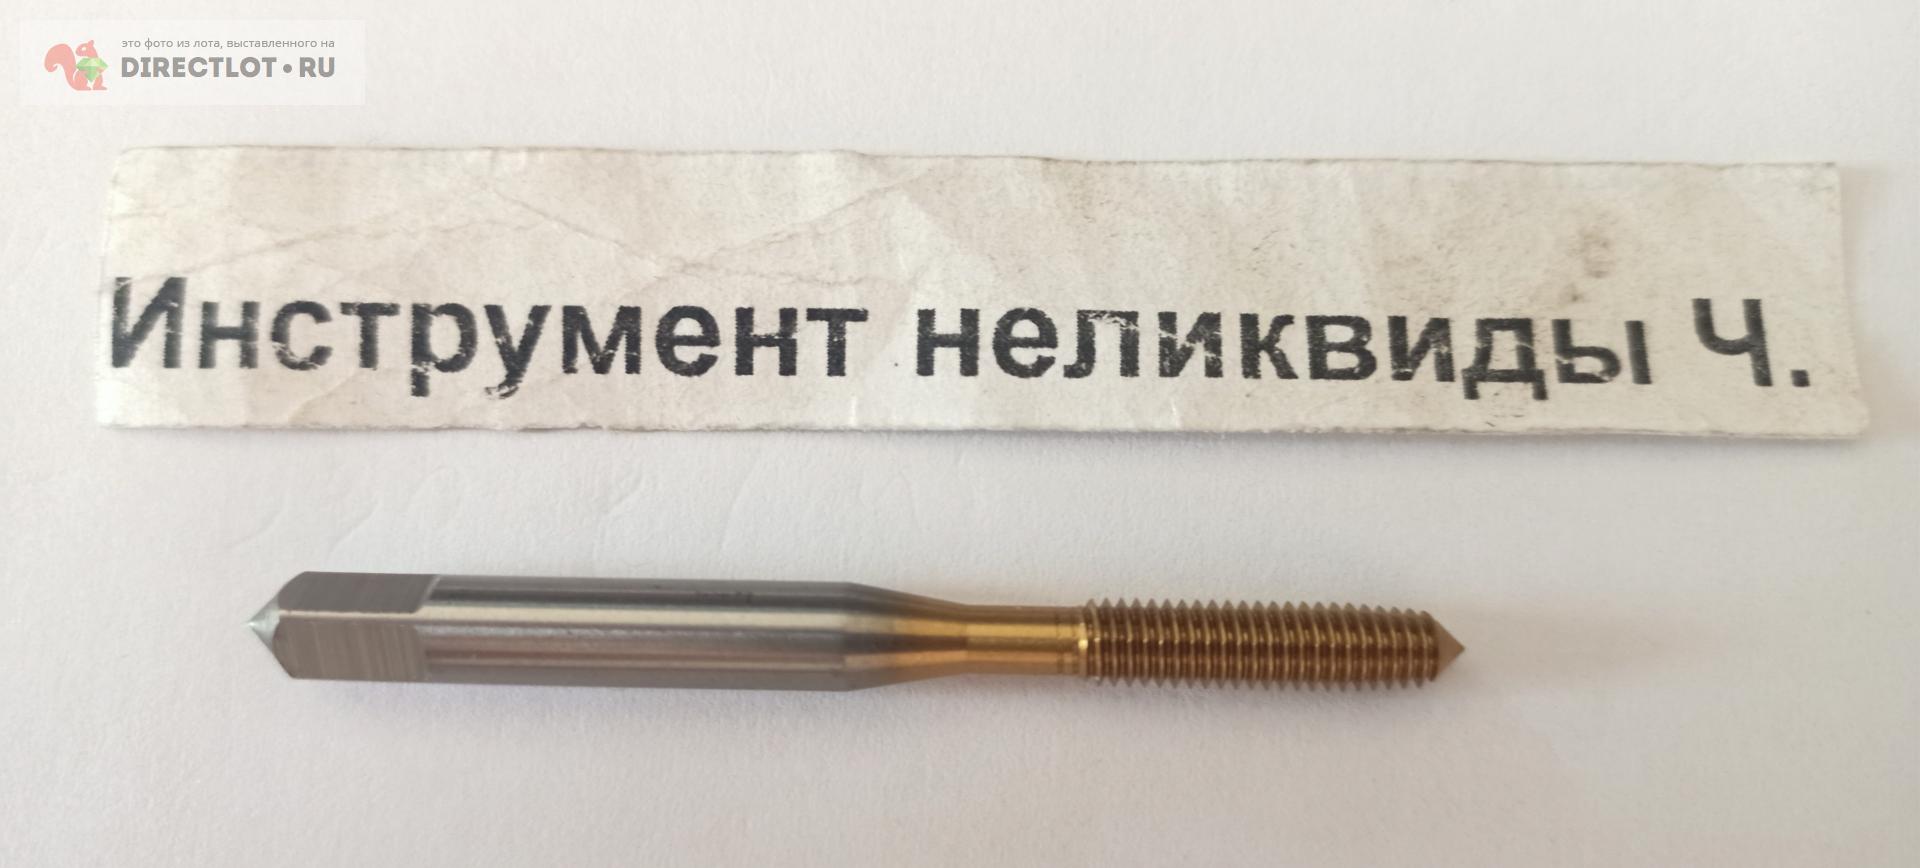 это фото из лота, выставленного на
DIRECTLOT•RU
Инструмент неликвиды Ч.